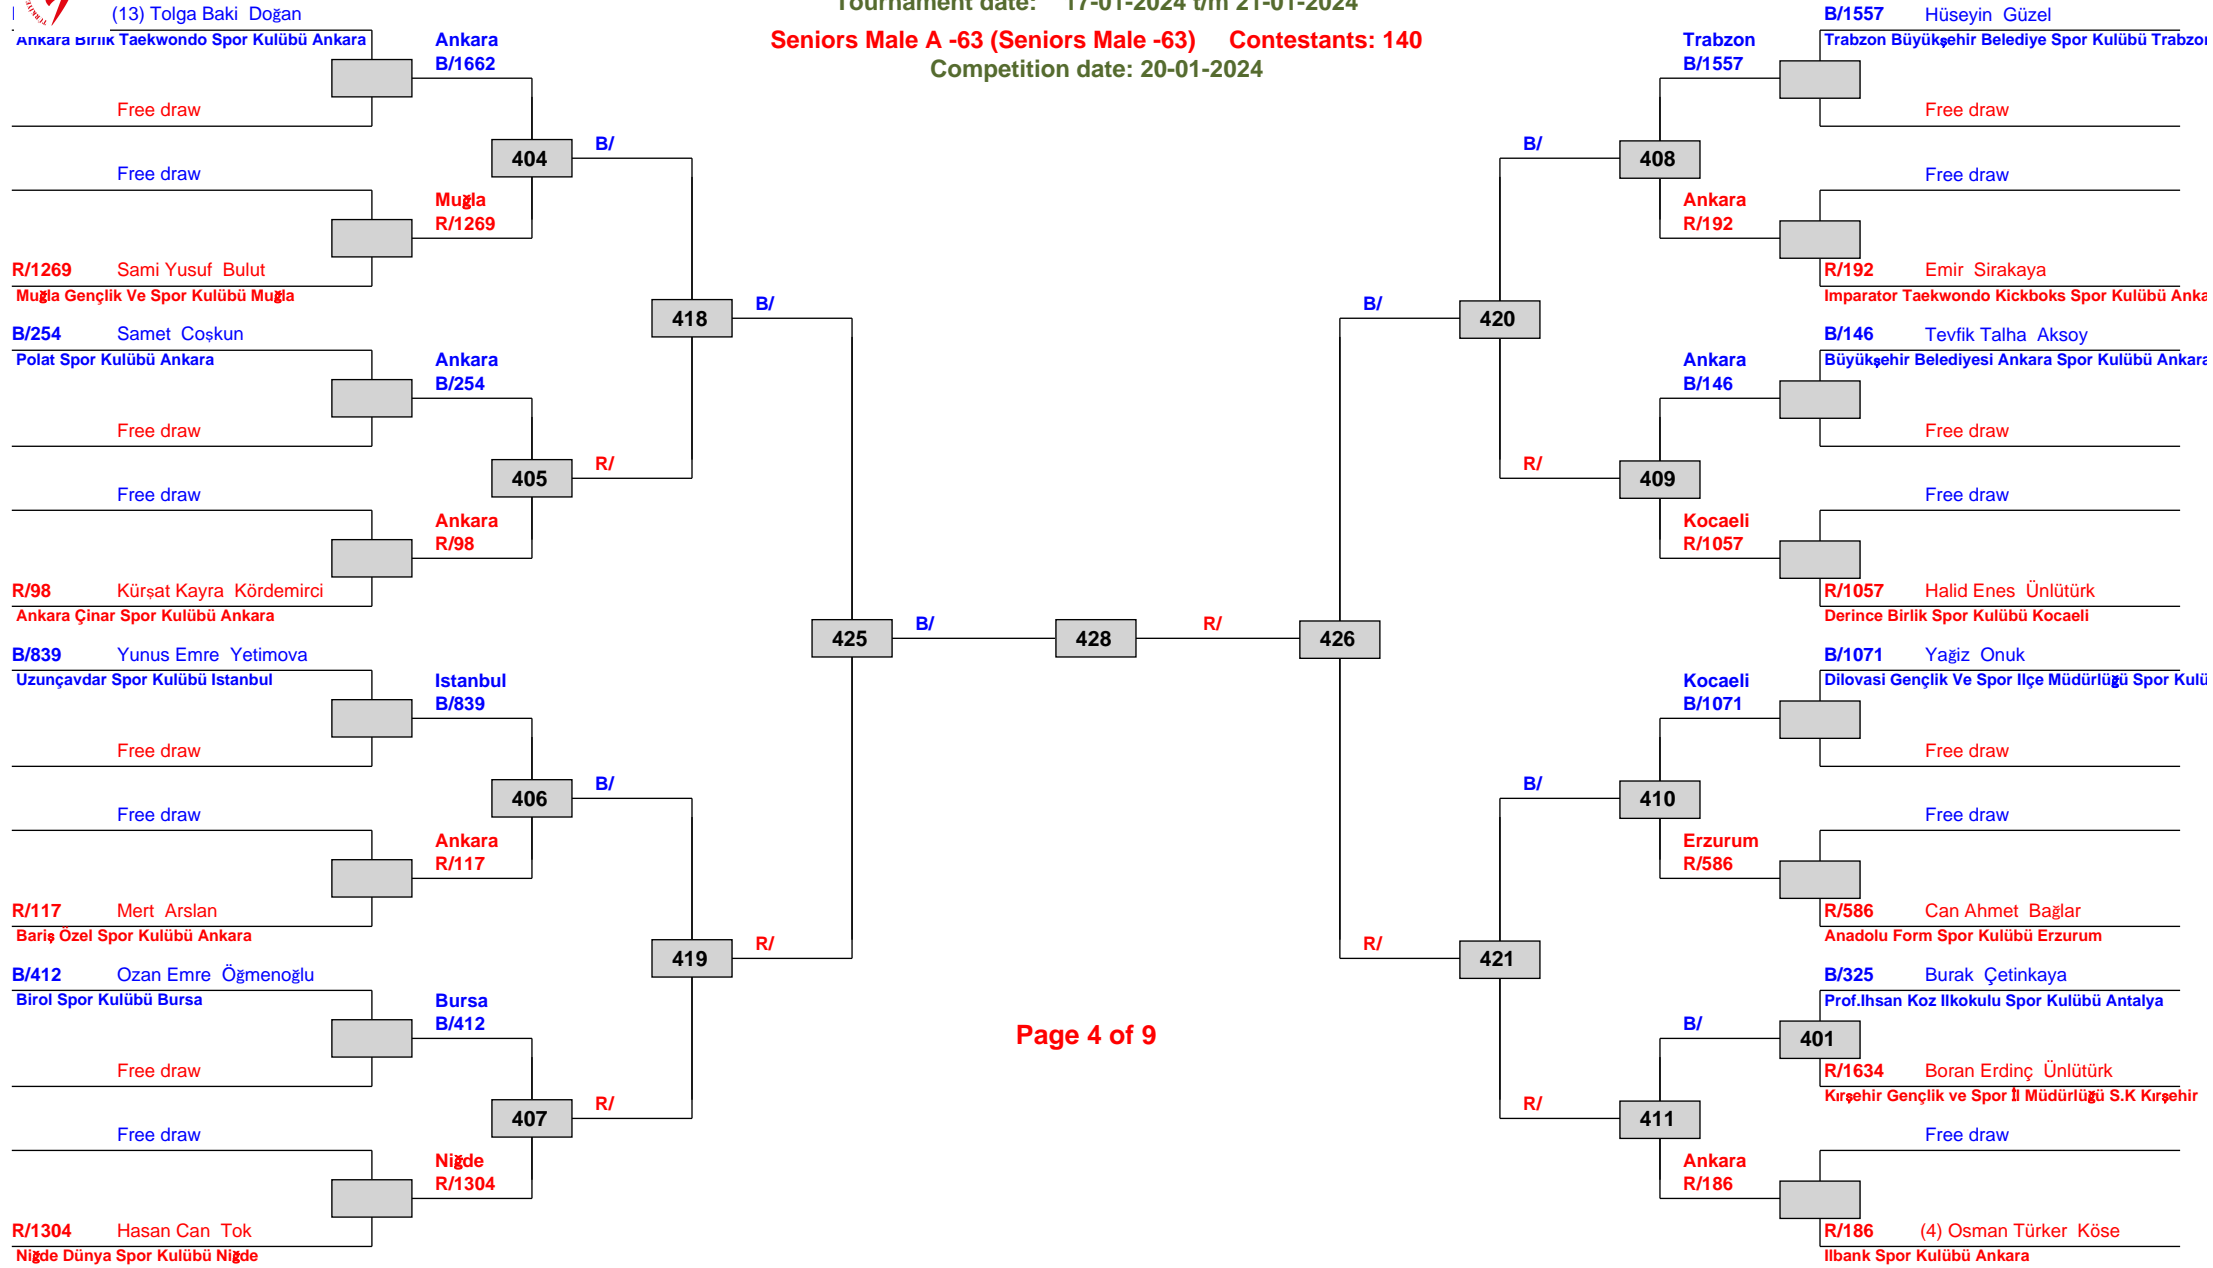 Tournament date: 17-01-2024 t/m 21-01-2024
Seniors Male A -63 (Seniors Male -63) Contestants: 140
Competition date: 20-01-2024
(13) Tolga Baki Doğan
Ankara Birlik Taekwondo Spor Kulübü Ankara
Ankara
B/1662
Free draw
404
B/
Free draw
Muğla
R/1269
R/1269 Sami Yusuf Bulut
Muğla Gençlik Ve Spor Kulübü Muğla
418
B/
B/254 Samet Coşkun
Polat Spor Kulübü Ankara
Ankara
B/254
Free draw
405
R/
Free draw
Ankara
R/98
R/98 Kürşat Kayra Kördemirci
Ankara Çinar Spor Kulübü Ankara
425
B/
B/839 Yunus Emre Yetimova
Uzunçavdar Spor Kulübü Istanbul
Istanbul
B/839
Free draw
406
B/
Free draw
Ankara
R/117
R/117 Mert Arslan
Bariş Özel Spor Kulübü Ankara
419
R/
B/412 Ozan Emre Öğmenoğlu
Birol Spor Kulübü Bursa
Bursa
B/412
Free draw
407
R/
Free draw
Niğde
R/1304
R/1304 Hasan Can Tok
Niğde Dünya Spor Kulübü Niğde
428
R/
Page 4 of 9
B/1557 Hüseyin Güzel
Trabzon Büyükşehir Belediye Spor Kulübü Trabzon
Trabzon
B/1557
Free draw
B/
408
Free draw
Ankara
R/192
R/192 Emir Sirakaya
Imparator Taekwondo Kickboks Spor Kulübü Anka
B/
420
B/146 Tevfik Talha Aksoy
Büyükşehir Belediyesi Ankara Spor Kulübü Ankara
Ankara
B/146
Free draw
R/
409
Free draw
Kocaeli
R/1057
R/1057 Halid Enes Ünlütürk
Derince Birlik Spor Kulübü Kocaeli
426
B/1071 Yağiz Onuk
Dilovasi Gençlik Ve Spor Ilçe Müdürlüğü Spor Kulü
Kocaeli
B/1071
Free draw
B/
410
Free draw
Erzurum
R/586
R/586 Can Ahmet Bağlar
Anadolu Form Spor Kulübü Erzurum
R/
421
B/325 Burak Çetinkaya
Prof.Ihsan Koz Ilkokulu Spor Kulübü Antalya
B/
401
R/1634 Boran Erdinç Ünlütürk
Kırşehir Gençlik ve Spor İl Müdürlüğü S.K Kırşehir
R/
411
Free draw
Ankara
R/186
R/186 (4) Osman Türker Köse
Ilbank Spor Kulübü Ankara